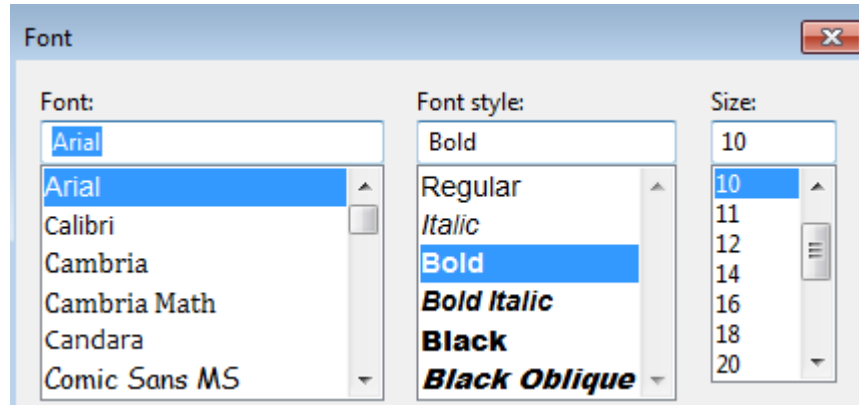 Font
Font:
Arial
Arial
Calibri
Cambria
Cambria Math
Candara
Comic Sans MS
Font style:
Bold
Regular
Italic
Bold
Bold Italic
Black
Black Oblique
Size:
10
10
11
12
14
16
18
20